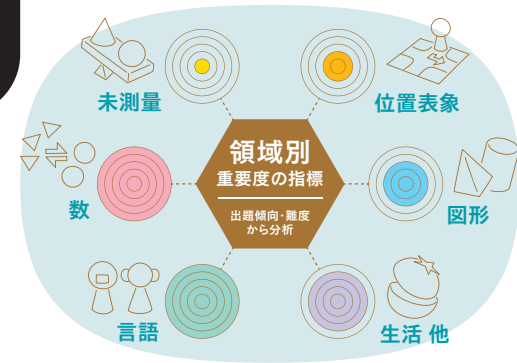 未測量
位置表象
領域別
重要度の指標
出題傾向・難度
から分析
数
図形
言語
生活 他